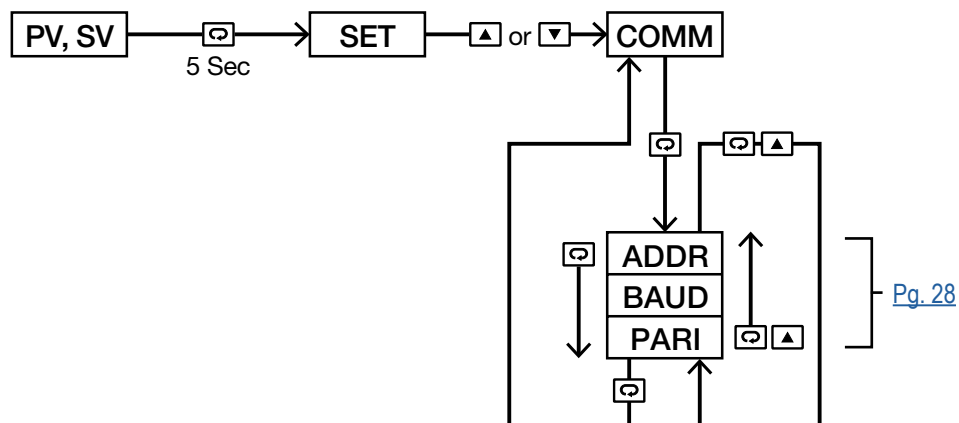 PV, SV
SET
or
COMM
5 Sec
ADDR
BAUD
PARI
Pg. 28